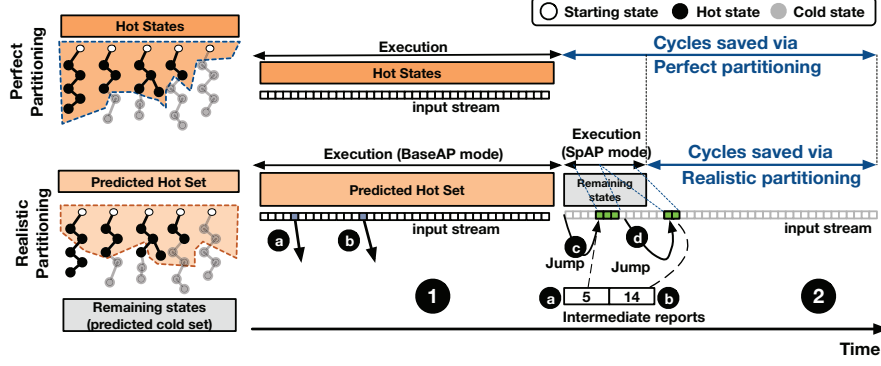 Starting state Hot state Cold state
Hot States
Perfect
Partitioning
Execution
Hot States
input stream
Cycles saved via
Perfect partitioning
Realistic
Partitioning
Predicted Hot Set
Remaining states
(predicted cold set)
Execution (BaseAP mode)
Predicted Hot Set
input stream
a
b
Execution
(SpAP mode)
Remaining
states
Cycles saved via
Realistic partitioning
input stream
c
d
Jump
Jump
a 5 14 b
Intermediate reports
1
2
Time